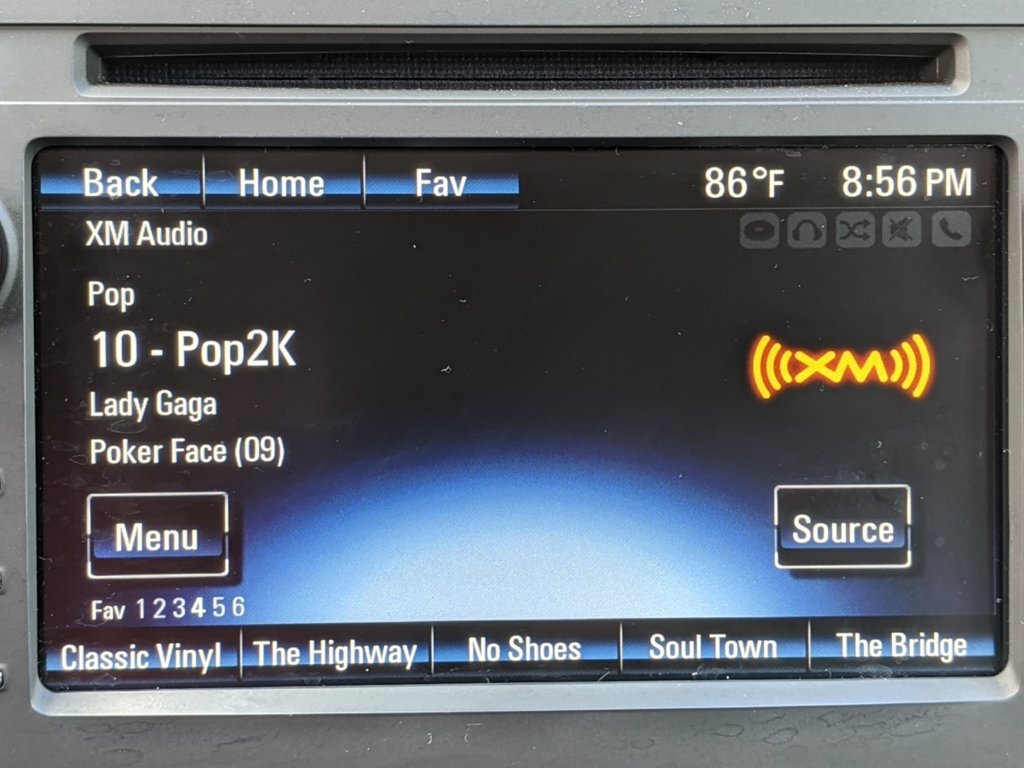 Back Home Fav 86°F 8:56 PM
XM Audio
Pop
10 - Pop2K
XM
Lady Gaga
Poker Face (09)
Menu Source
Fav 1 2 3 4 5 6
Classic Vinyl The Highway No Shoes Soul Town The Bridge